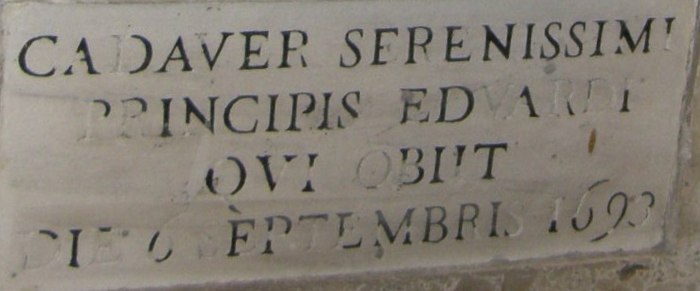 CADAVER SERENISSIMI
PRINCIPIS EDVARDI
QVI OBIIT
DIE 6 SEPTEMBRIS 1693